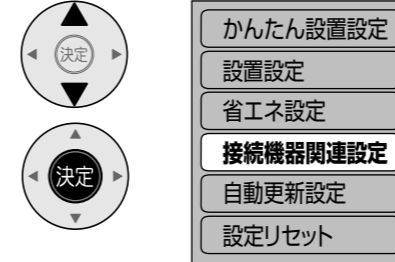 決定
決定
かんたん設置設定
設置設定
省エネ設定
接続機器関連設定
自動更新設定
設定リセット